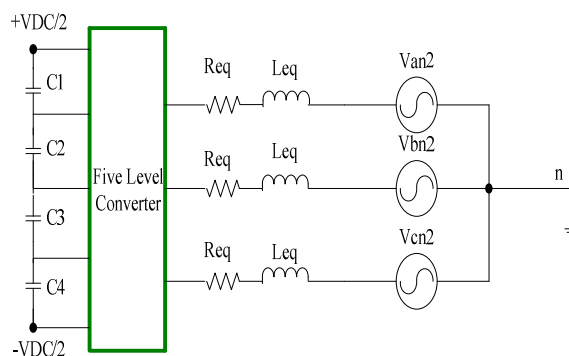 +VDC/2
C1
C2
C3
C4
-VDC/2
Five Level
Converter
Req
Leq
Van2
Req
Leq
Vbn2
Req
Leq
Vcn2
n